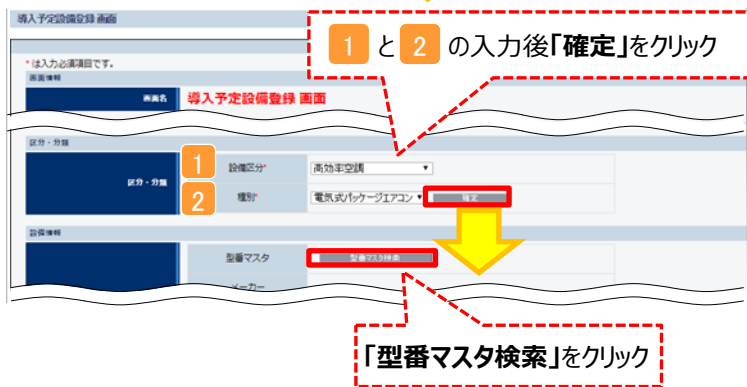 導入予定設備登録 画面
1 と 2 の入力後「確定」をクリック
* は入力必須項目です。
画面情報
画面名 導入予定設備登録 画面
区分・分類
区分・分類
1 設備区分* 高効率空調
2 種別* 電気式パッケージエアコン 確定
設備情報
型番マスタ 型番マスタ検索
メーカー
「型番マスタ検索」をクリック